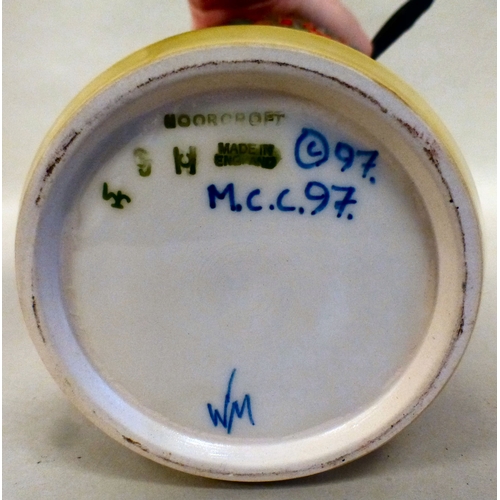 MOORCROFT
MADE IN
ENGLAND
©97.
M.C.C.97.
WM